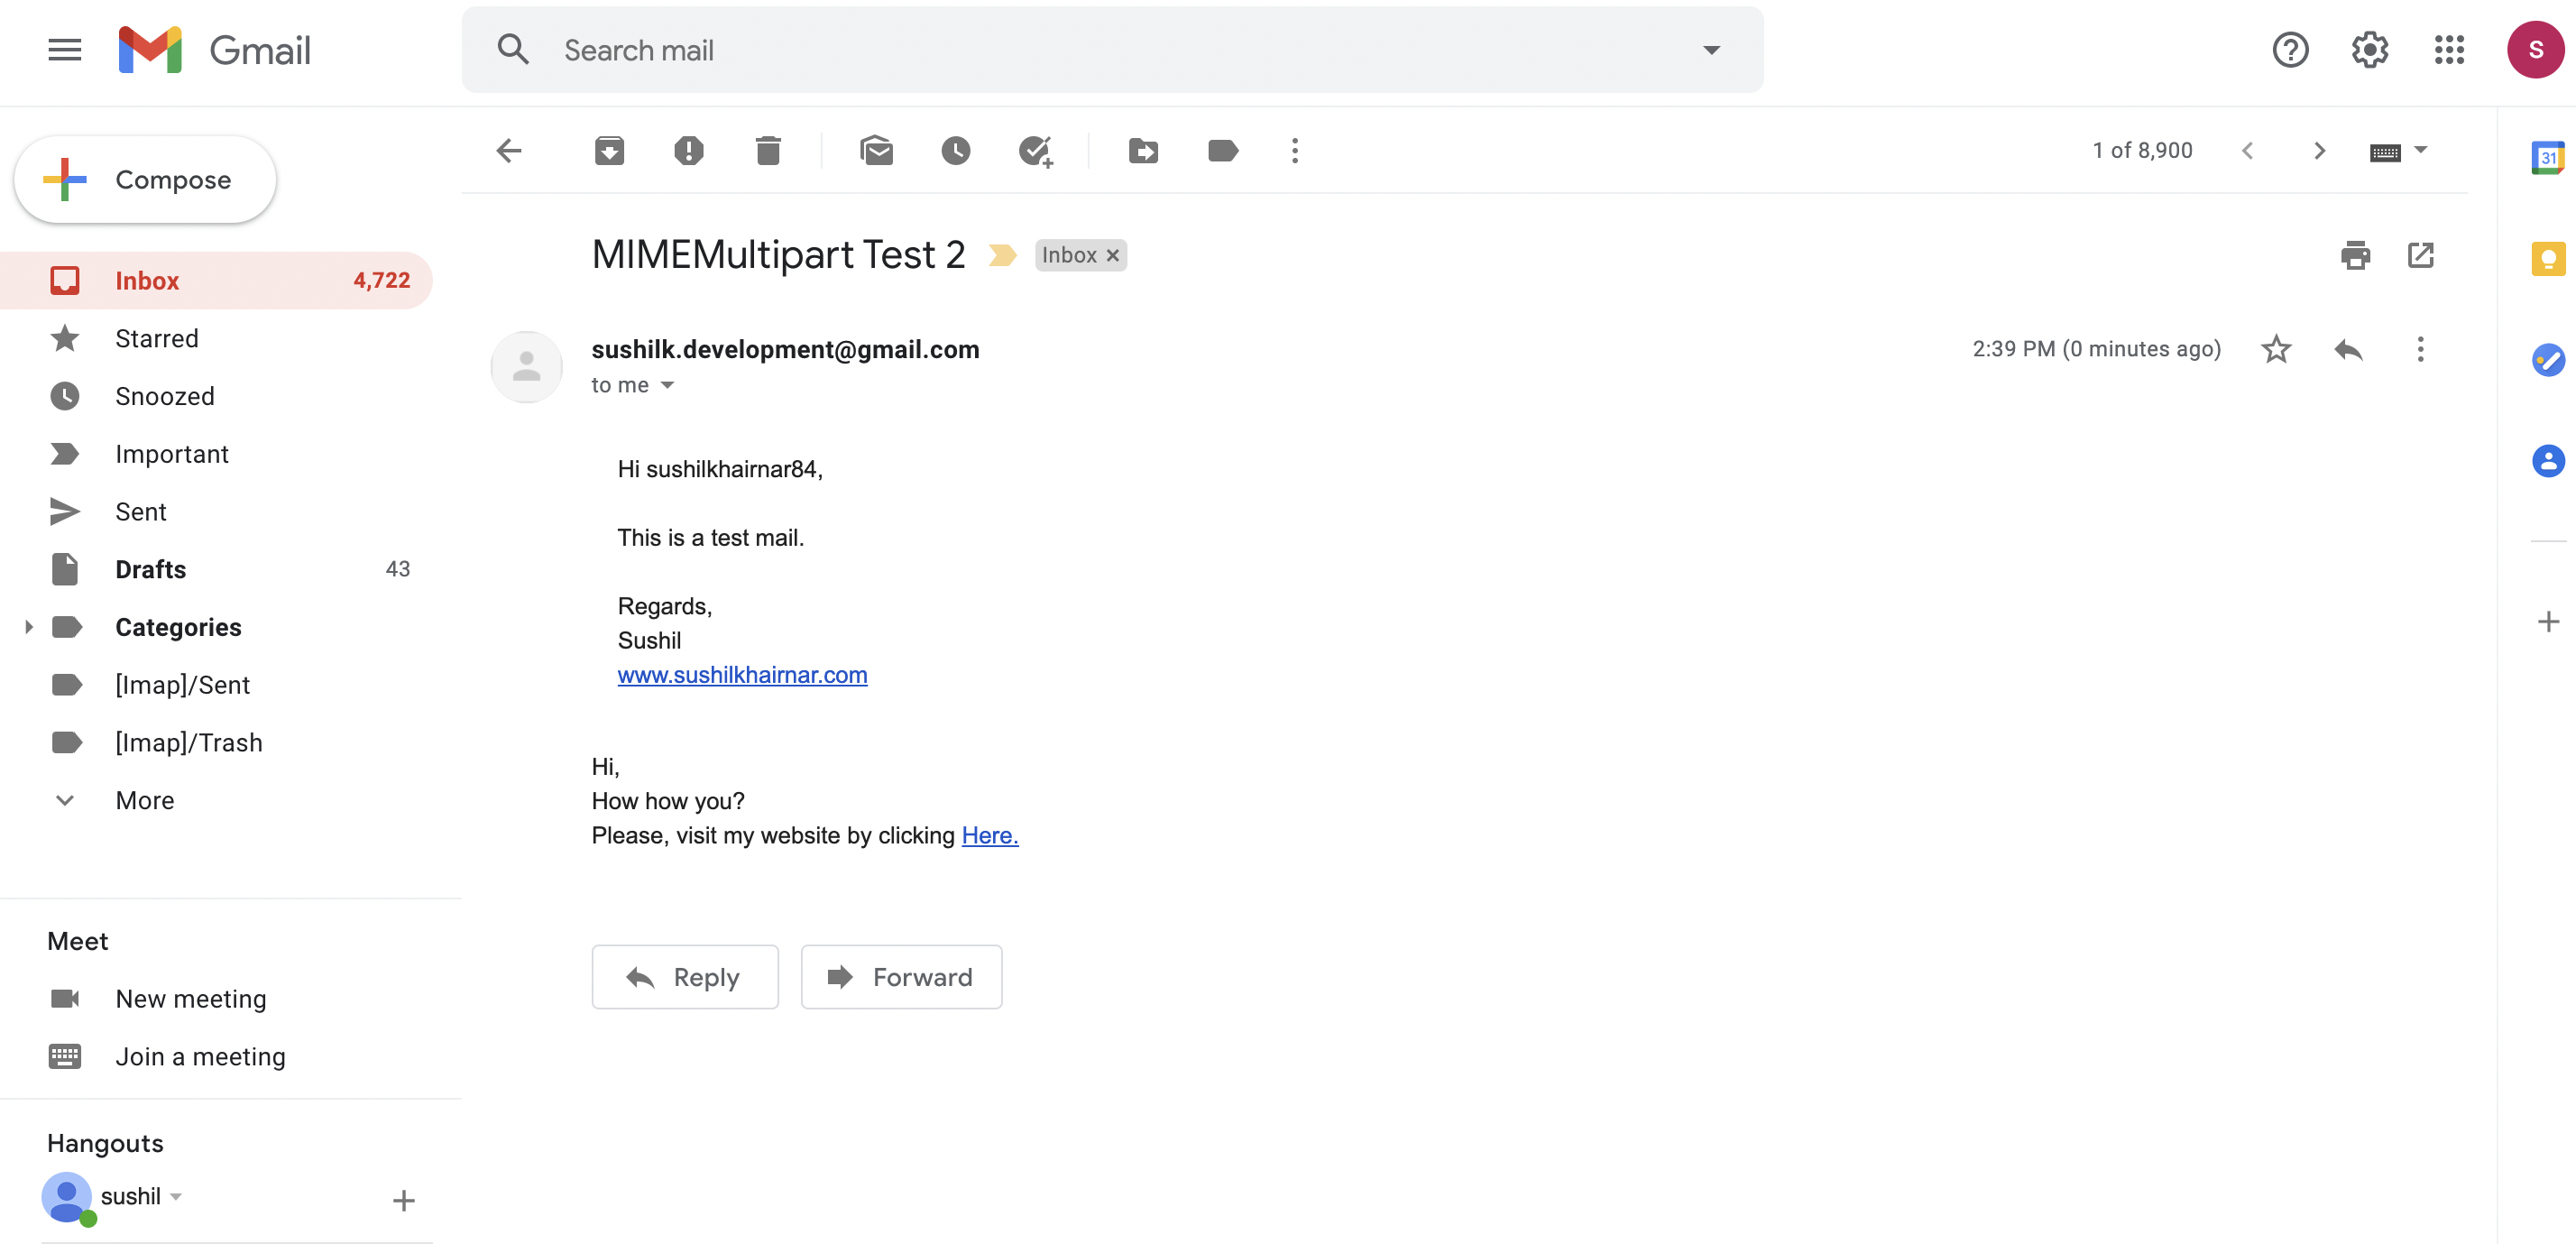 Gmail
Search mail
S
Compose
1 of 8,900
31
MIMEMultipart Test 2
Inbox ×
Inbox 4,722
Starred
Snoozed
Important
Sent
Drafts 43
Categories
[Imap]/Sent
[Imap]/Trash
More
sushilk.development@gmail.com
2:39 PM (0 minutes ago)
to me
Hi sushilkhairnar84,
This is a test mail.
Regards,
Sushil
www.sushilkhairnar.com
Hi,
How how you?
Please, visit my website by clicking Here.
Reply
Forward
Meet
New meeting
Join a meeting
Hangouts
sushil